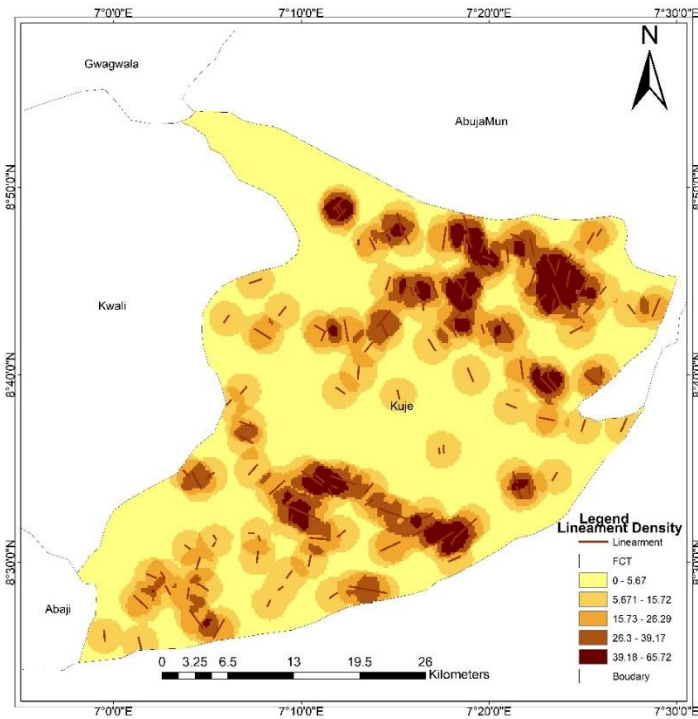 7°0'0"E 7°10'0"E 7°20'0"E 7°30'0"E
N
Gwagwala
AbujaMun
8°50'0"N 8°50'0"N
Kwali
8°40'0"N 8°40'0"N
Kuje
Legend
Lineament Density
Linearment
8°30'0"N 8°30'0"N
FCT
0 - 5.67
5.671 - 15.72
Abaji
15.73 - 26.29
26.3 - 39.17
39.18 - 65.72
Boudary
0 3.25 6.5 13 19.5 26
Kilometers
7°0'0"E 7°10'0"E 7°20'0"E 7°30'0"E